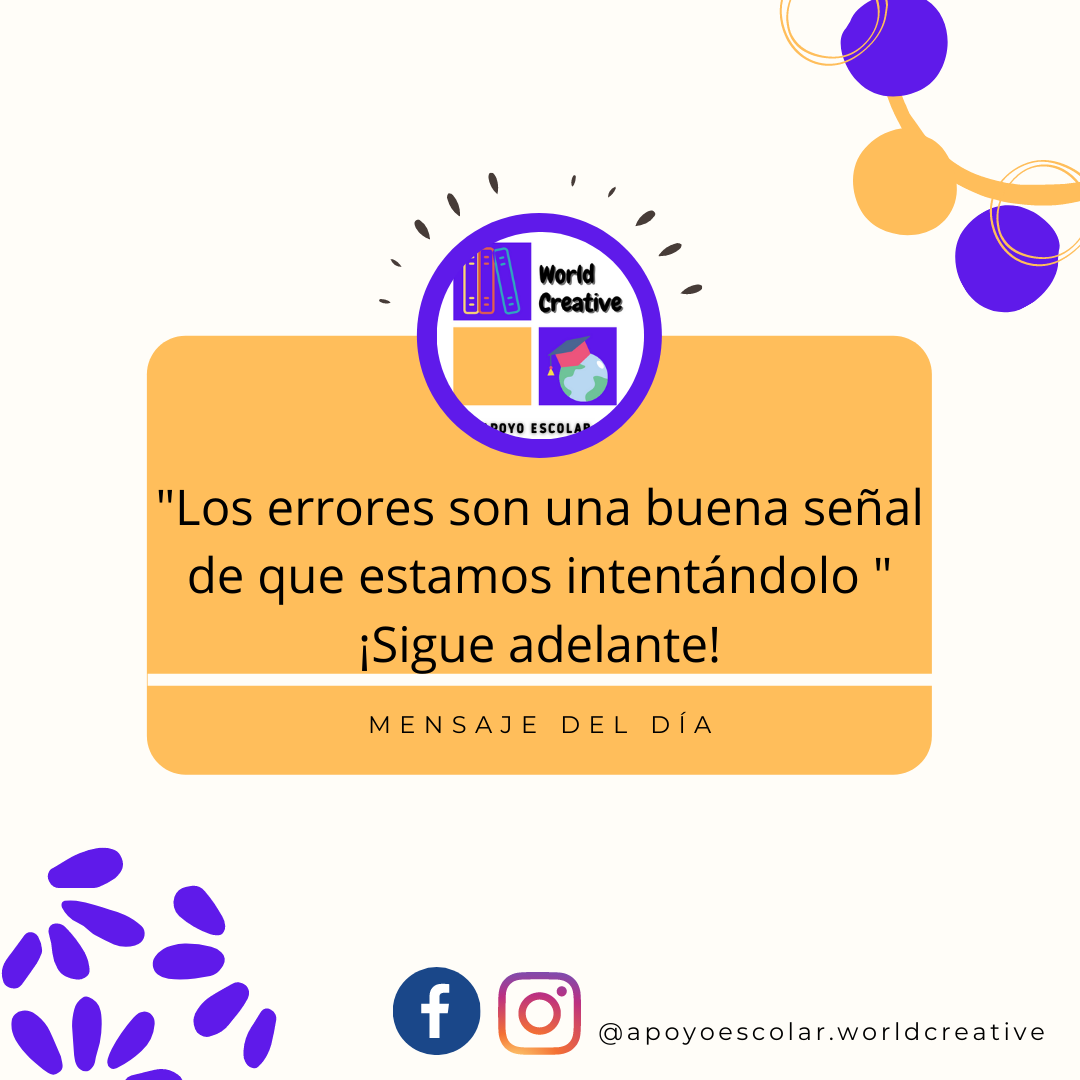 World
Creative
APOYO ESCOLAR
"Los errores son una buena señal
de que estamos intentándolo "
¡Sigue adelante!
MENSAJE DEL DÍA
@apoyoescolar.worldcreative